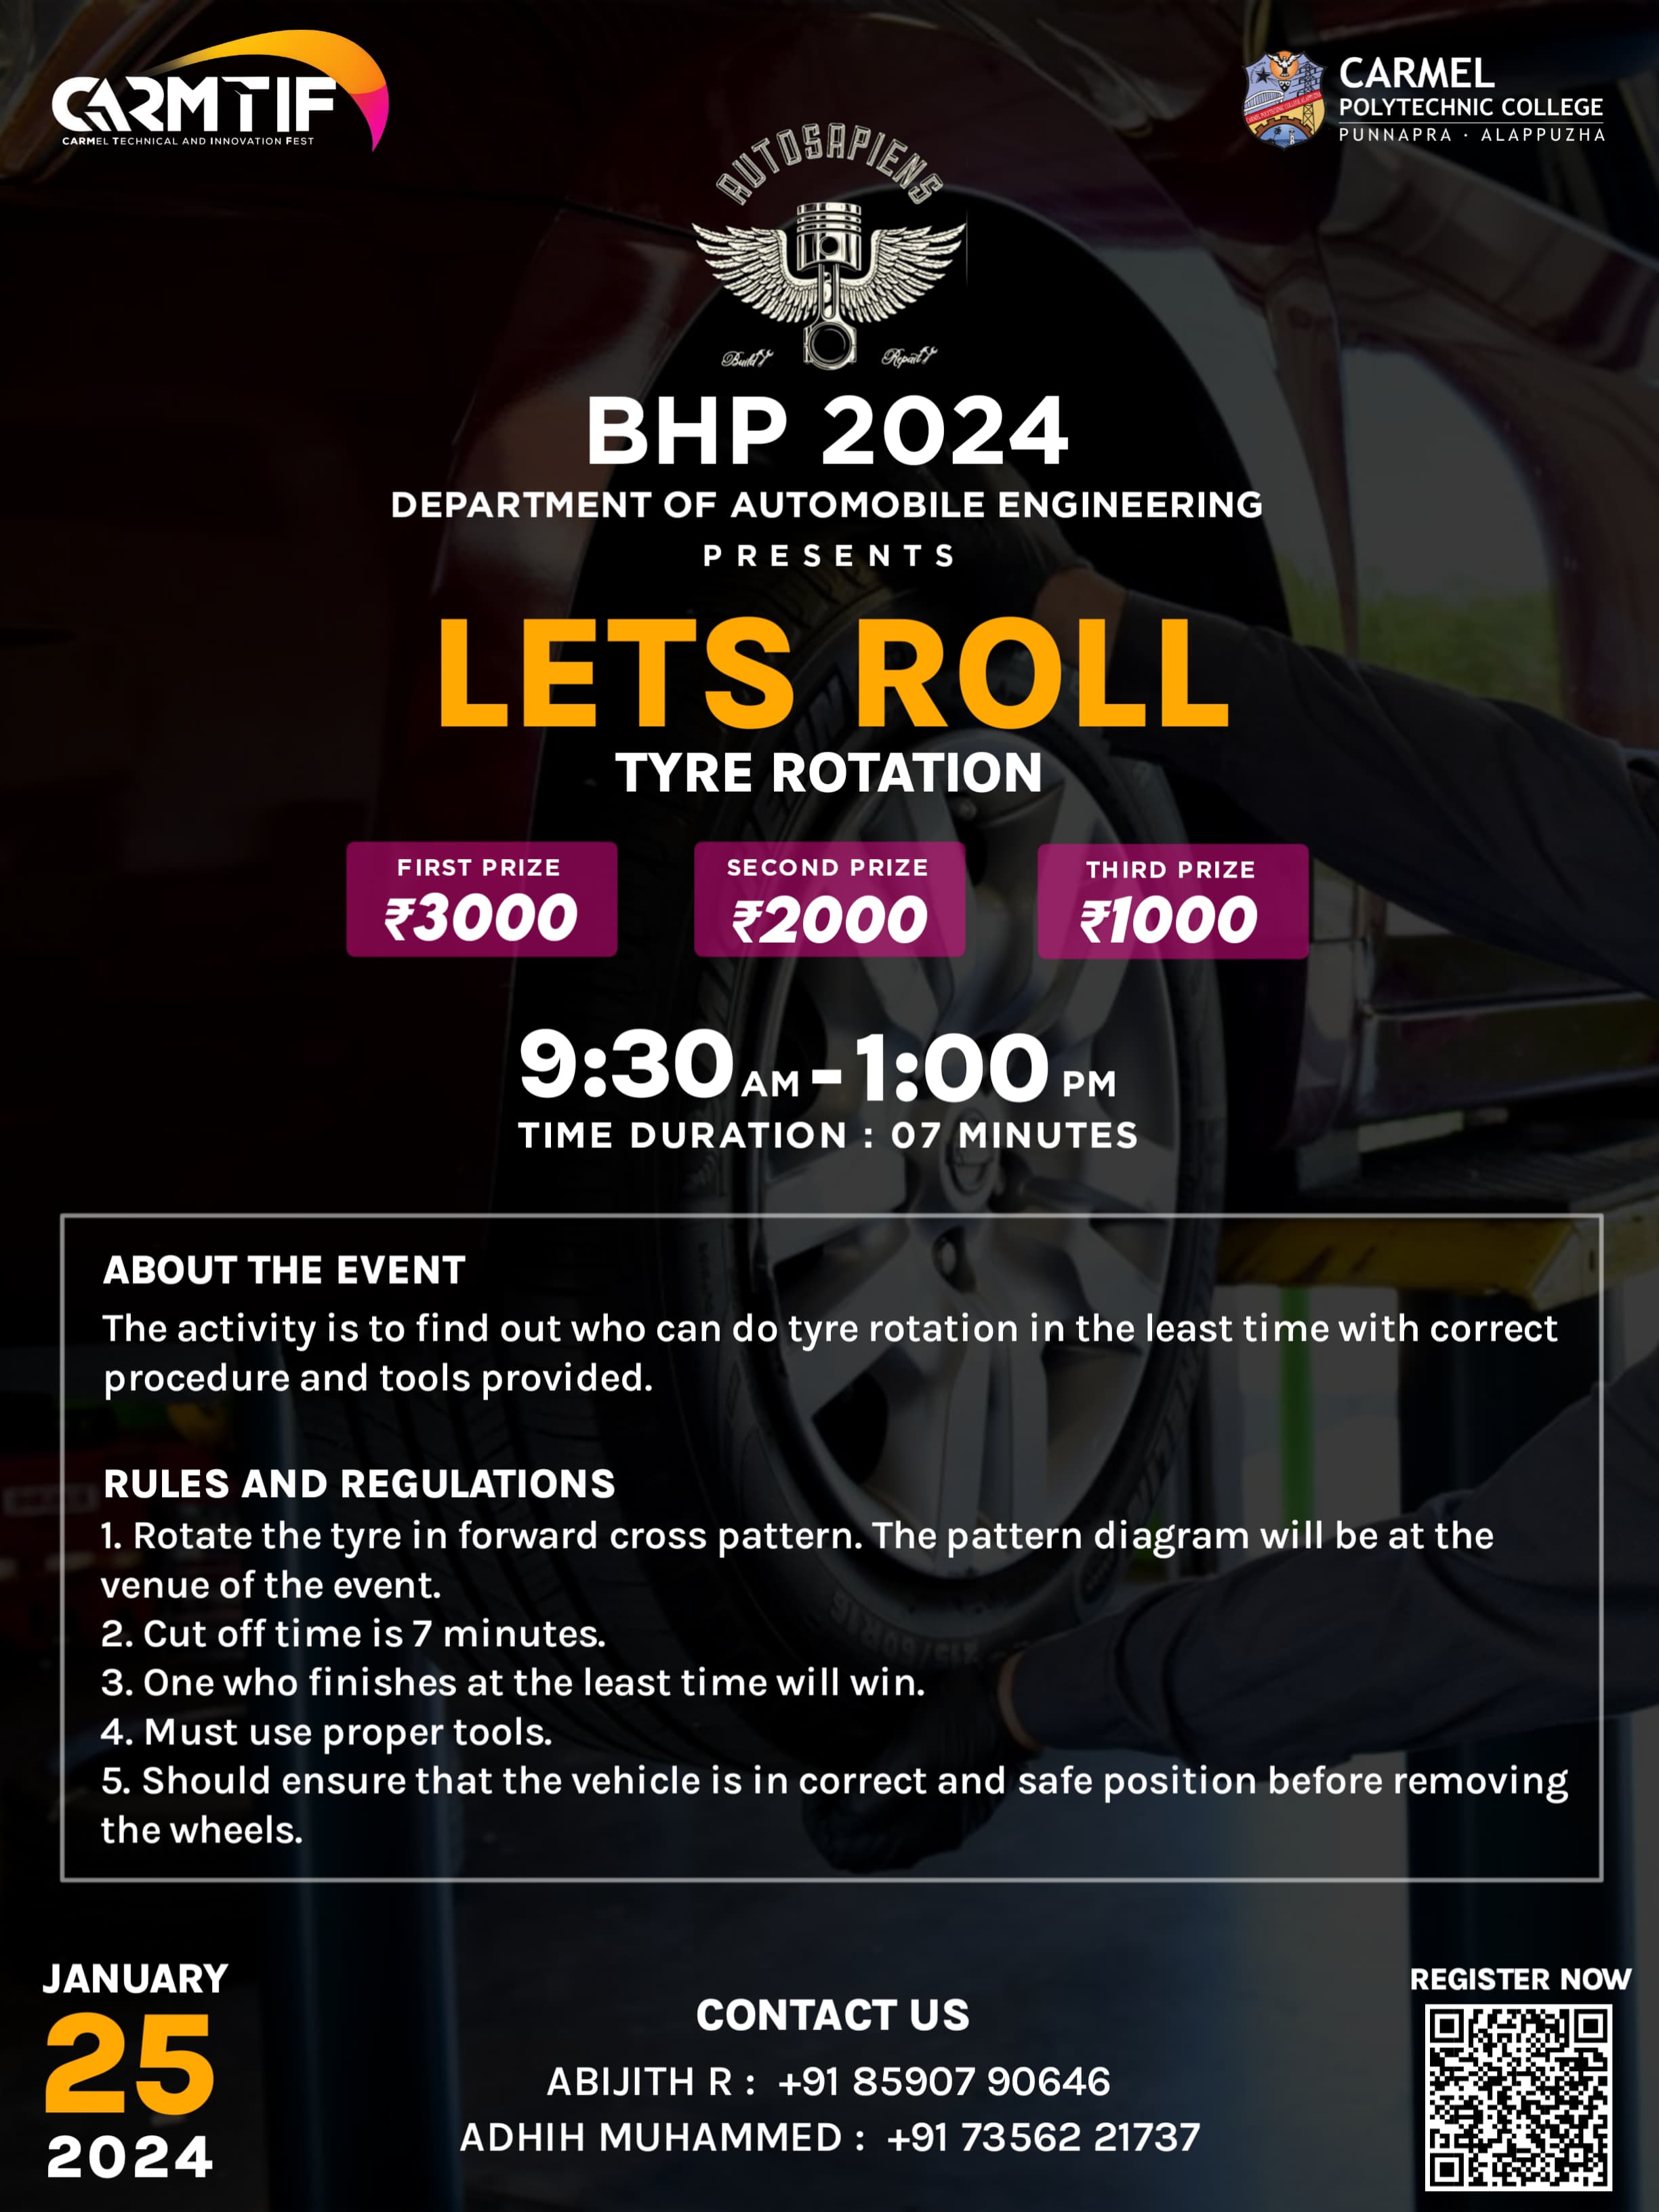 CARMTIF
CARMEL TECHNICAL AND INNOVATION FEST
CARMEL
POLYTECHNIC COLLEGE
PUNNAPRA · ALAPPUZHA
AUTOSAPIENS
Build Repair
BHP 2024
DEPARTMENT OF AUTOMOBILE ENGINEERING
PRESENTS
LETS ROLL
TYRE ROTATION
FIRST PRIZE
₹3000
SECOND PRIZE
₹2000
THIRD PRIZE
₹1000
9:30 AM - 1:00 PM
TIME DURATION : 07 MINUTES
ABOUT THE EVENT
The activity is to find out who can do tyre rotation in the least time with correct
procedure and tools provided.
RULES AND REGULATIONS
1. Rotate the tyre in forward cross pattern. The pattern diagram will be at the
venue of the event.
2. Cut off time is 7 minutes.
3. One who finishes at the least time will win.
4. Must use proper tools.
5. Should ensure that the vehicle is in correct and safe position before removing
the wheels.
JANUARY
25
2024
CONTACT US
ABIJITH R : +91 85907 90646
ADHIH MUHAMMED : +91 73562 21737
REGISTER NOW